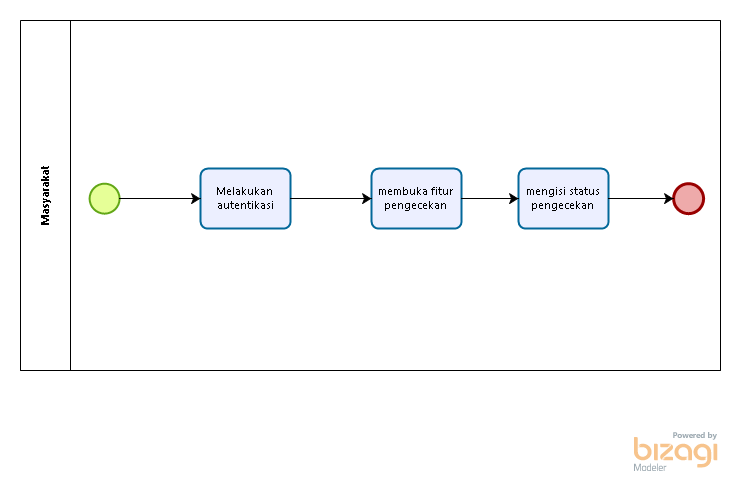 Masyarakat
Melakukan
autentikasi
membuka fitur
pengecekan
mengisi status
pengecekan
Powered by
bizagi
Modeler